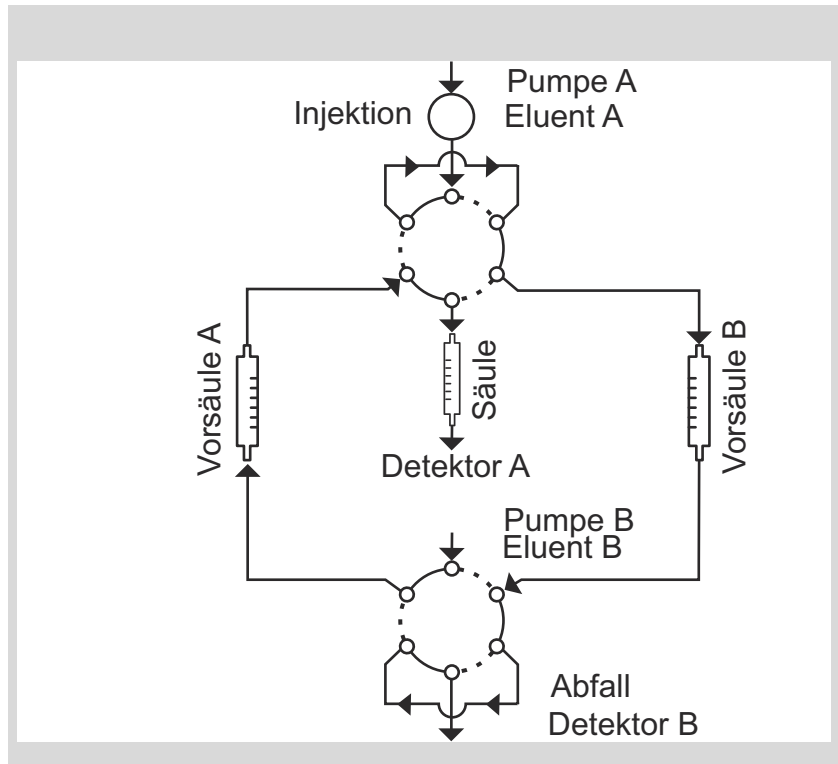 Pumpe A
Injektion
Eluent A
Vorsäule A
Säule
Vorsäule B
Detektor A
Pumpe B
Eluent B
Abfall
Detektor B